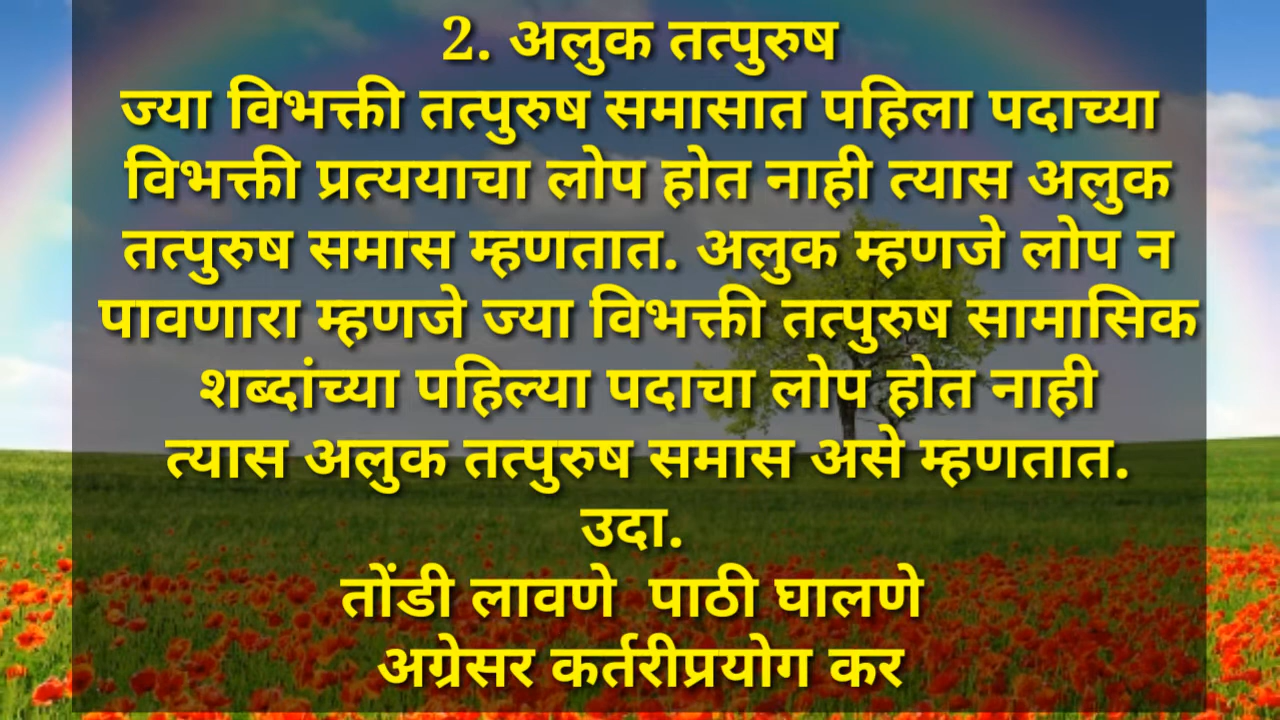 2. अलुक तत्पुरुष
ज्या विभक्ती तत्पुरुष समासात पहिला पदाच्या
विभक्ती प्रत्ययाचा लोप होत नाही त्यास अलुक
तत्पुरुष समास म्हणतात. अलुक म्हणजे लोप न
पावणारा म्हणजे ज्या विभक्ती तत्पुरुष सामासिक
शब्दांच्या पहिल्या पदाचा लोप होत नाही
त्यास अलुक तत्पुरुष समास असे म्हणतात.
उदा.
तोंडी लावणे पाठी घालणे
अग्रेसर कर्तरीप्रयोग कर